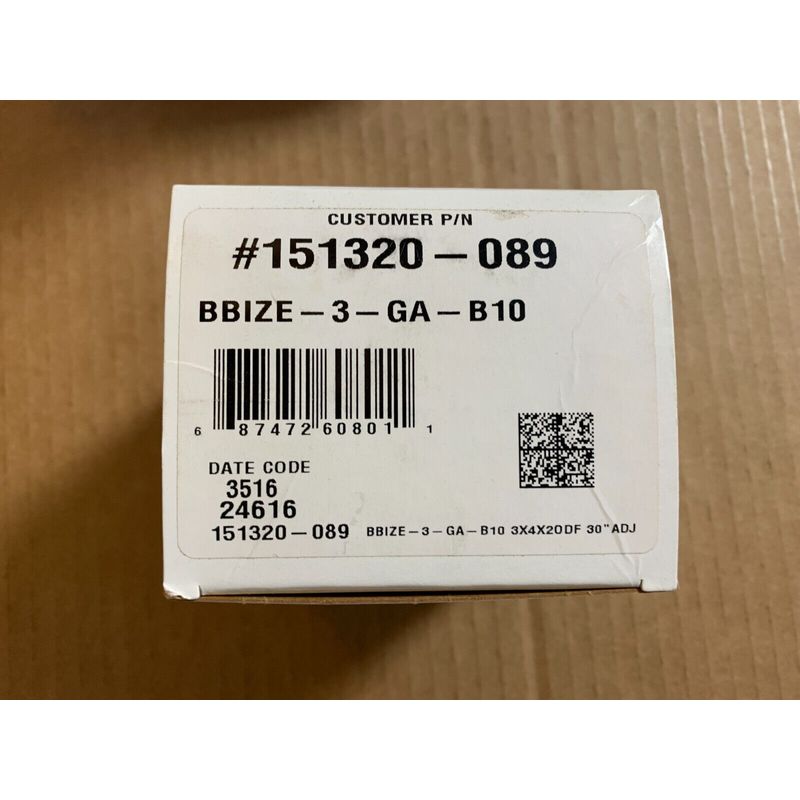 CUSTOMER P/N
#151320-089
BBIZE-3-GA-B10
6 87472 60801 1
DATE CODE
3516
24616
151320-089 BBIZE-3-GA-B10 3X4X20DF 30"ADJ